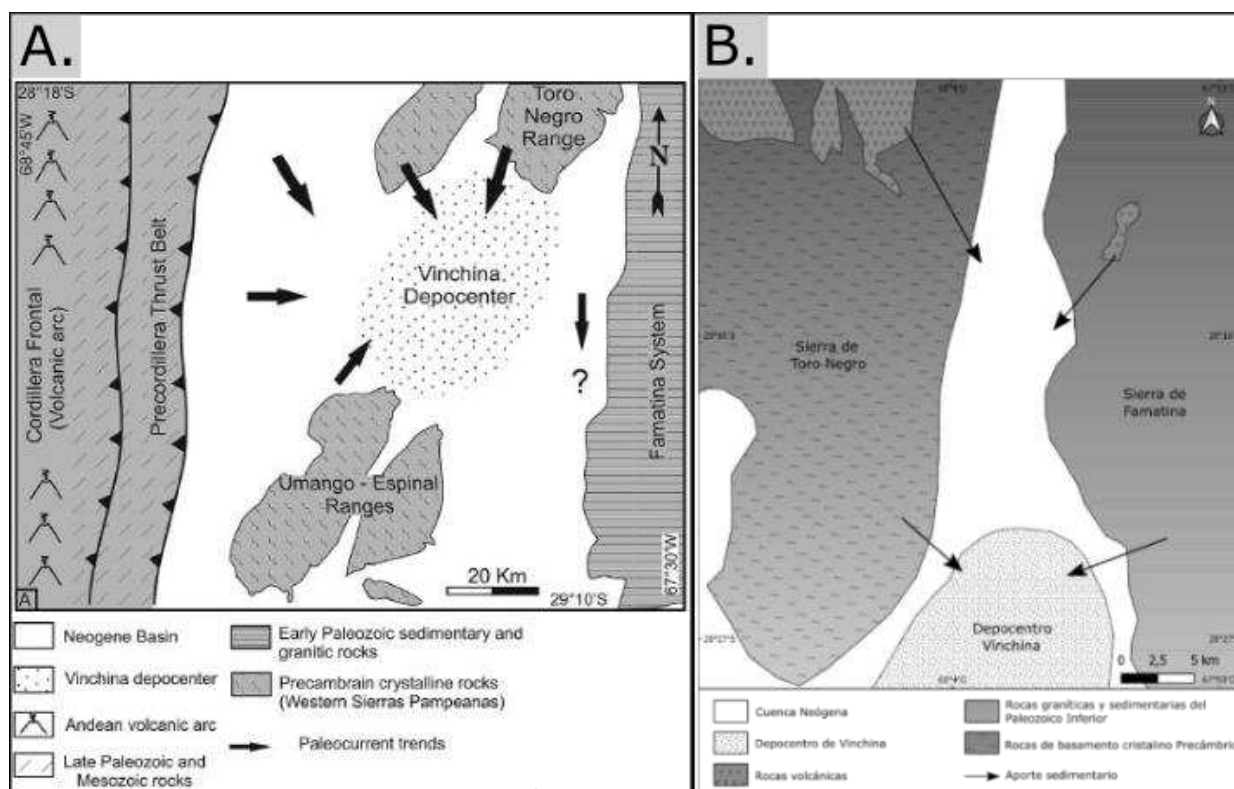 A.
28°18'S
68°45'W
Toro
Negro
Range
N
Cordillera Frontal
(Volcanic arc)
Precordillera Thrust Belt
Vinchina
Depocenter
?
Famatina System
Umango - Espinal
Ranges
20 Km
67°30'W
29°10'S
A
Neogene Basin
Vinchina depocenter
Andean volcanic arc
Late Paleozoic and
Mesozoic rocks
Early Paleozoic sedimentary and
granitic rocks
Precambrain crystalline rocks
(Western Sierras Pampeanas)
Paleocurrent trends
B.
N
Sierra de
Toro Negro
Sierra de
Famatina
Depocentro
Vinchina
0 2,5 5 km
Cuenca Neógena
Depocentro de Vinchina
Rocas volcánicas
Rocas graníticas y sedimentarias del
Paleozoico Inferior
Rocas de basamento cristalino Precámbrico
Aporte sedimentario